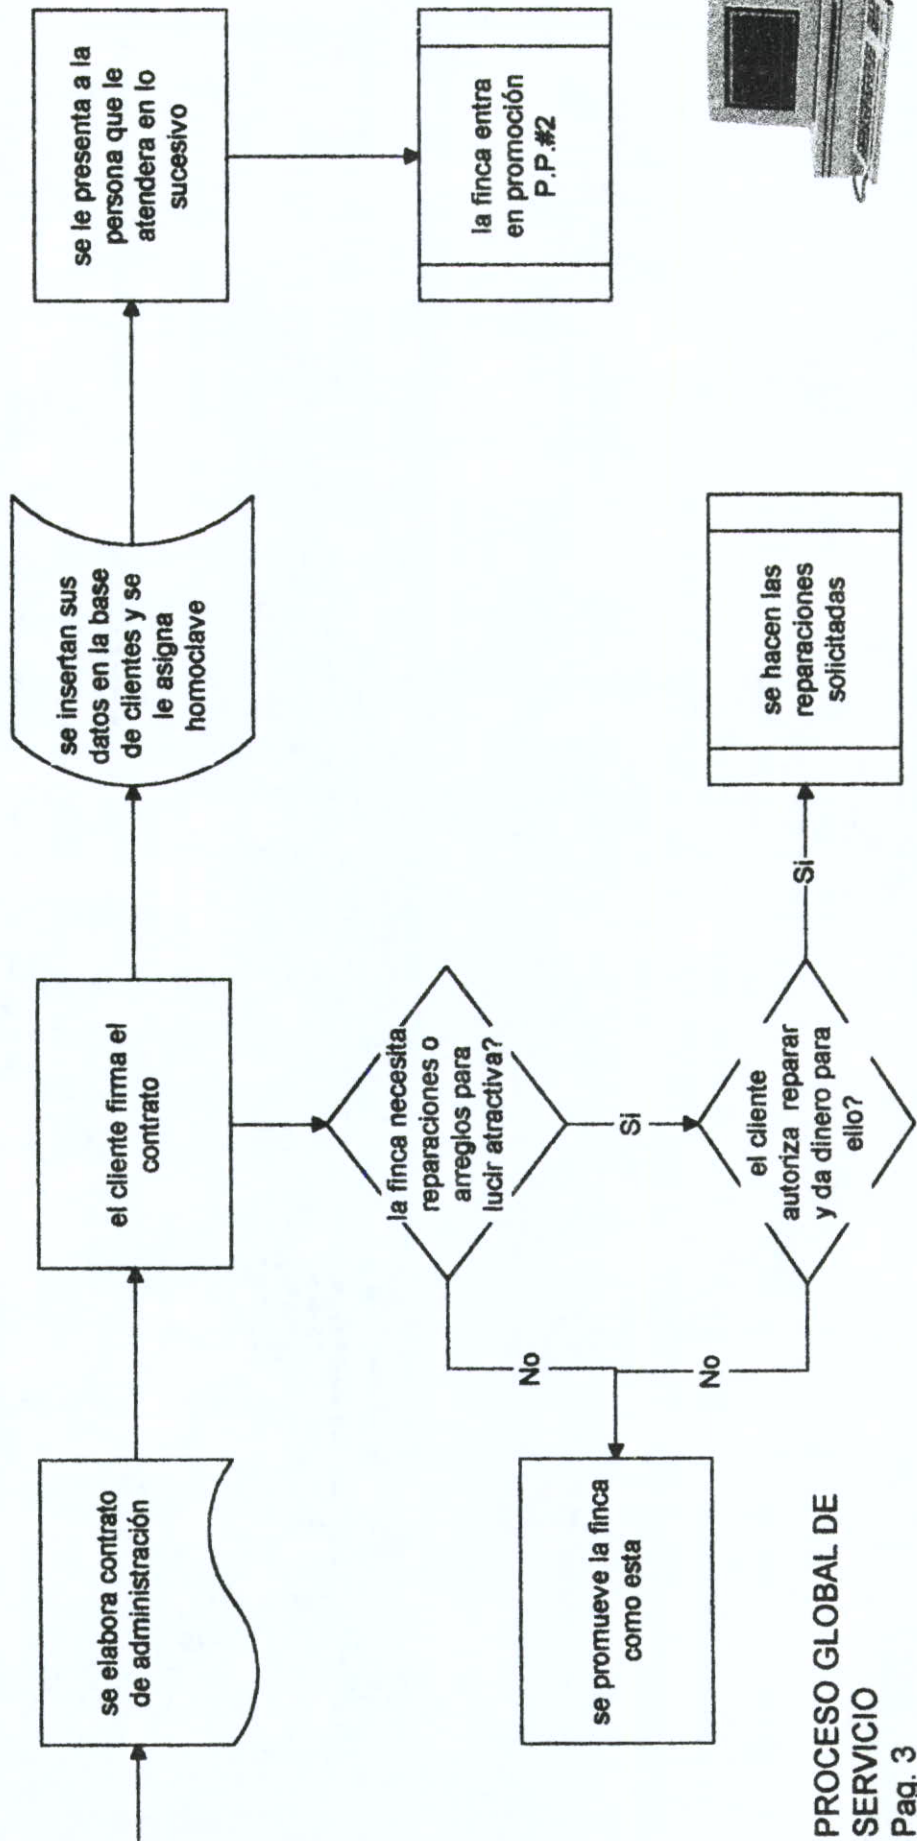 se elabora contrato
de administración
el cliente firma el
contrato
se insertan sus
datos en la base
de clientes y se
le asigna
homoclave
se le presenta a la
persona que le
atendera en lo
sucesivo
la finca entra
en promoción
P.P.#2
la finca necesita
reparaciones o
arreglos para
lucir atractiva?
No
Si
el cliente
autoriza reparar
y da dinero para
ello?
No
Si
se hacen las
reparaciones
solicitadas
se promueve la finca
como esta
PROCESO GLOBAL DE
SERVICIO
Pag. 3